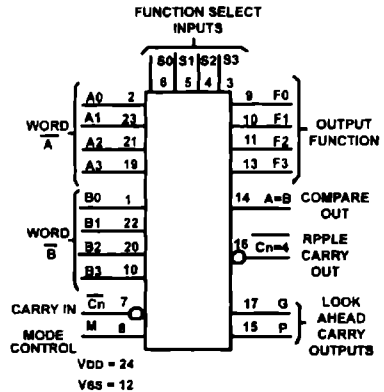 FUNCTION SELECT
INPUTS
S0 S1 S2 S3
6 5 4 3
A0 2
A1 23
A2 21
A3 19
WORD
A
B0 1
B1 22
B2 20
B3 10
WORD
B
CARRY IN Cn 7
MODE
CONTROL
M 8
9 F0
10 F1
11 F2
13 F3
OUTPUT
FUNCTION
14 A=B
COMPARE
OUT
16 Cn=4
RPPLE
CARRY
OUT
17 G
15 P
LOOK
AHEAD
CARRY
OUTPUTS
VDD = 24
VSS = 12